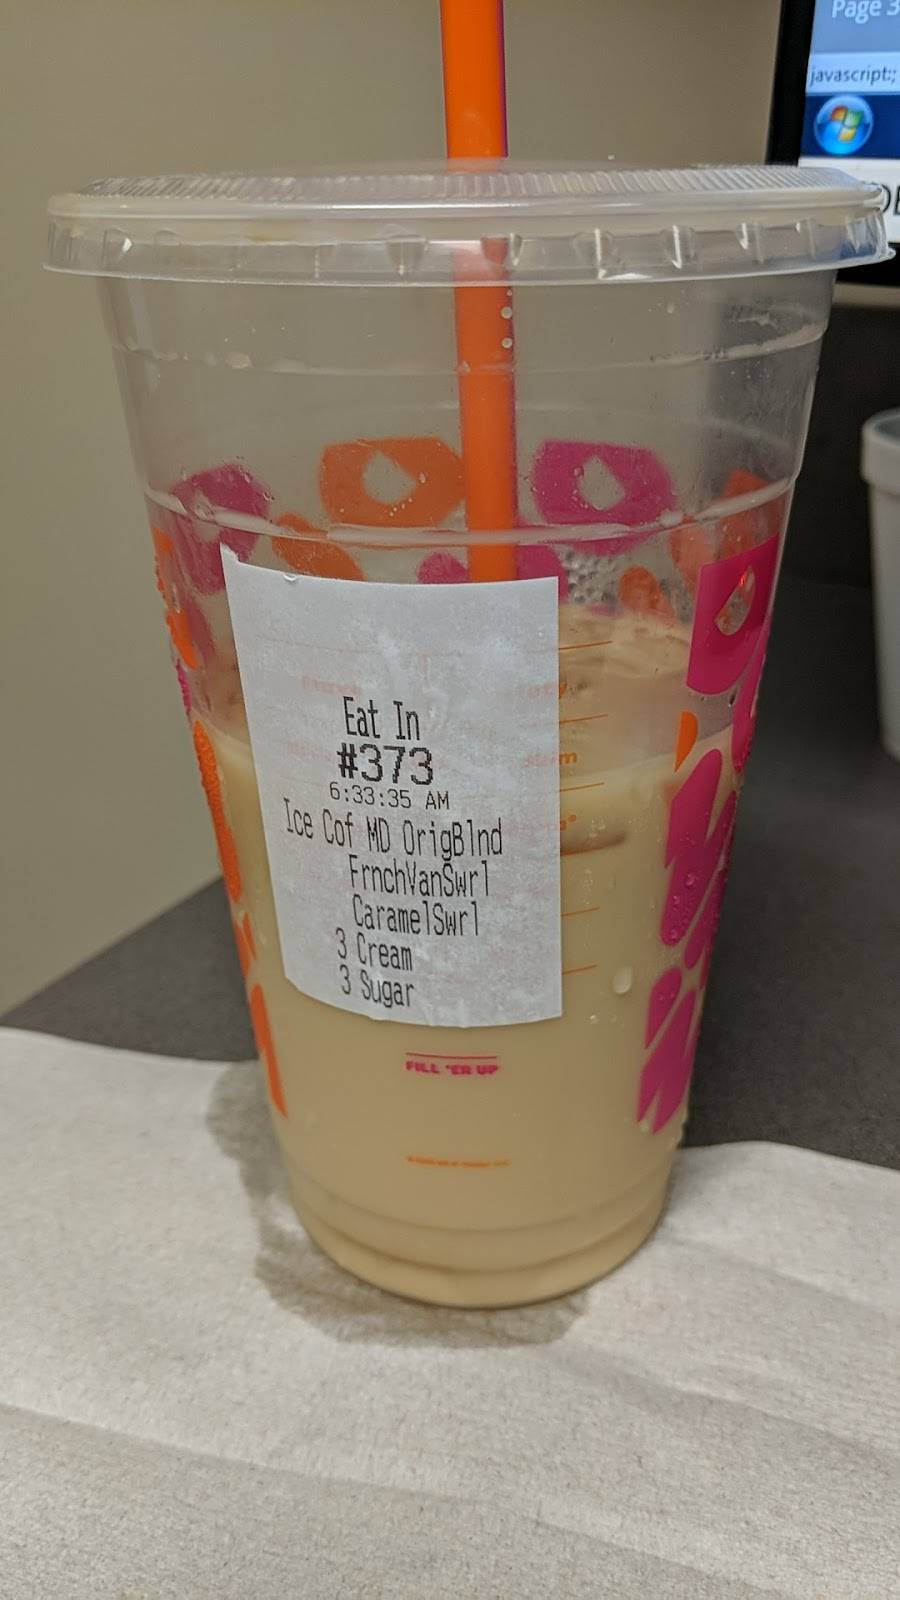 Page 3
javascript:;
Eat In
#373
6:33:35 AM
Ice Cof MD OrigBlnd
FrnchVanSwrl
CaramelSwrl
3 Cream
3 Sugar
FILL 'ER UP